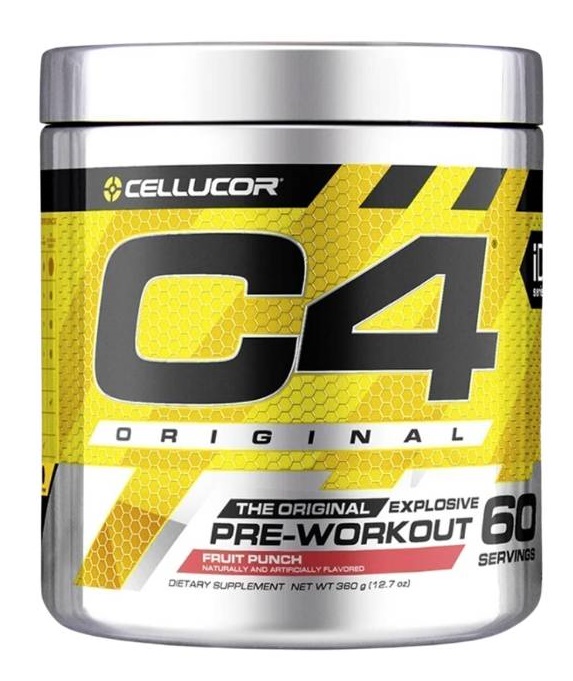 CELLUCOR®
C4®
ORIGINAL
iD
THE ORIGINAL EXPLOSIVE
PRE-WORKOUT
60
SERVINGS
FRUIT PUNCH
NATURALLY AND ARTIFICIALLY FLAVORED
DIETARY SUPPLEMENT NET WT 360 g (12.7 oz)